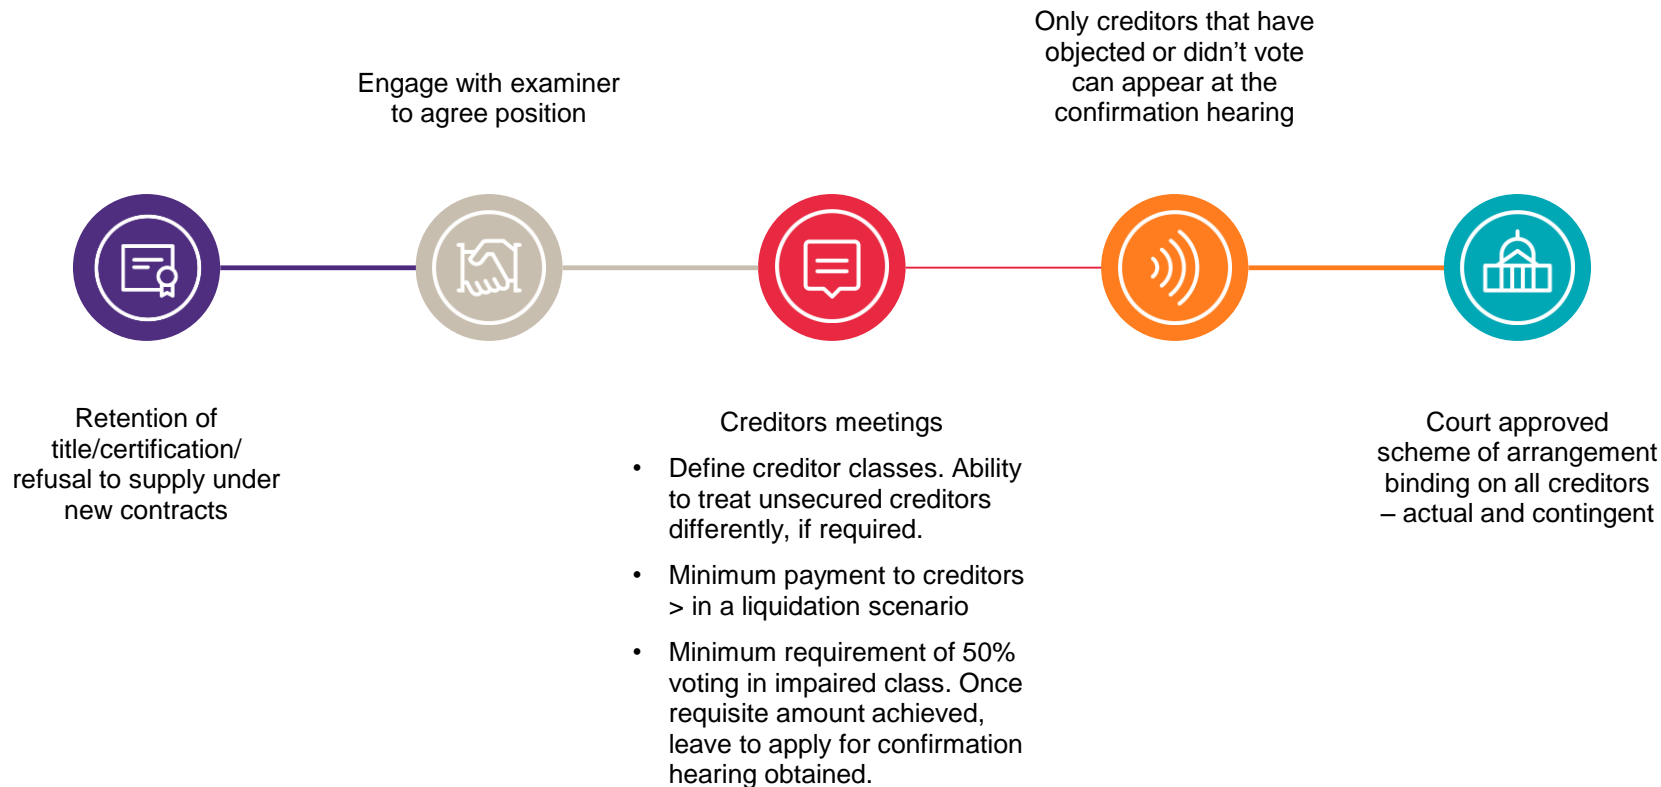 Retention of
title/certification/
refusal to supply under
new contracts
Engage with examiner
to agree position
Creditors meetings
• Define creditor classes. Ability
to treat unsecured creditors
differently, if required.
• Minimum payment to creditors
> in a liquidation scenario
• Minimum requirement of 50%
voting in impaired class. Once
requisite amount achieved,
leave to apply for confirmation
hearing obtained.
Only creditors that have
objected or didn’t vote
can appear at the
confirmation hearing
Court approved
scheme of arrangement
binding on all creditors
– actual and contingent